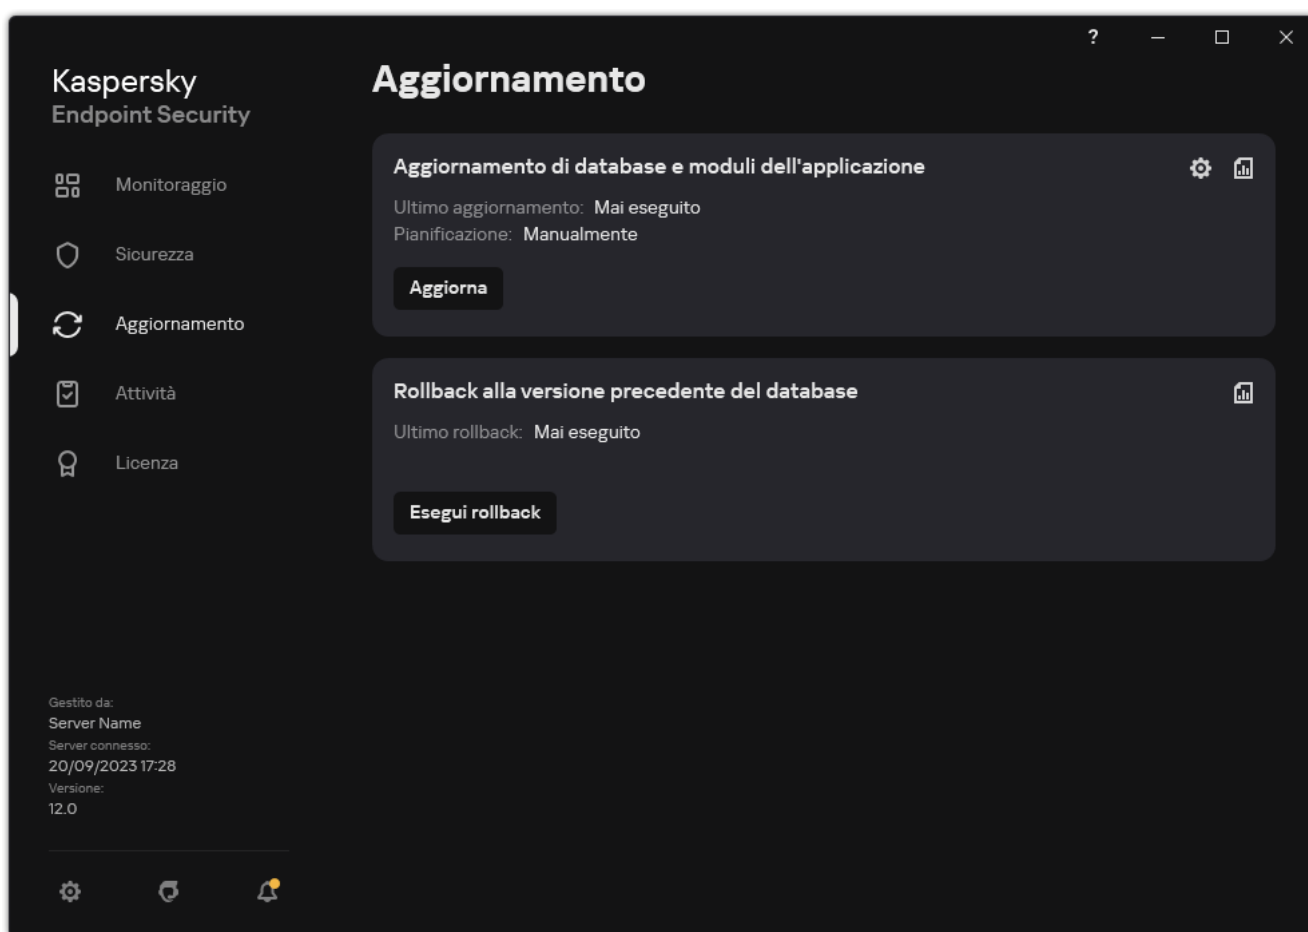 ?
Kaspersky
Endpoint Security
Monitoraggio
Sicurezza
Aggiornamento
Attività
Licenza
Gestito da:
Server Name
Server connesso:
20/09/2023 17:28
Versione:
12.0
Aggiornamento
Aggiornamento di database e moduli dell'applicazione
Ultimo aggiornamento: Mai eseguito
Pianificazione: Manualmente
Aggiorna
Rollback alla versione precedente del database
Ultimo rollback: Mai eseguito
Esegui rollback